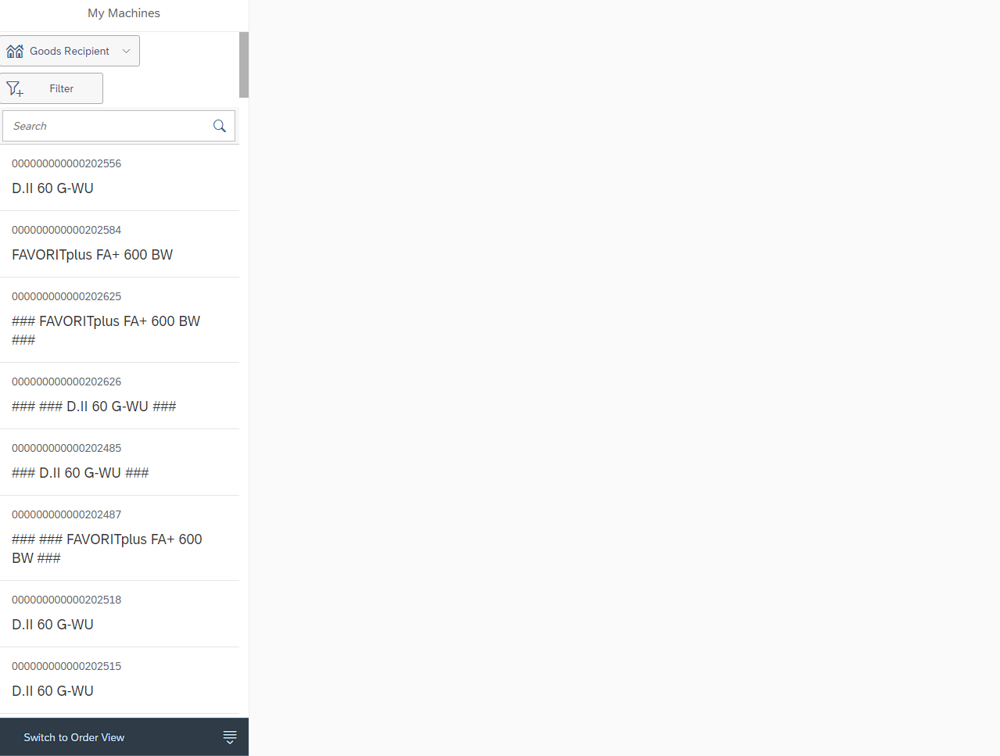 My Machines
Goods Recipient
Filter
Search
000000000000202556
D.II 60 G-WU
000000000000202584
FAVORITplus FA+ 600 BW
000000000000202625
### FAVORITplus FA+ 600 BW
###
000000000000202626
### ### D.II 60 G-WU ###
000000000000202485
### D.II 60 G-WU ###
000000000000202487
### ### FAVORITplus FA+ 600
BW ###
000000000000202518
D.II 60 G-WU
000000000000202515
D.II 60 G-WU
Switch to Order View